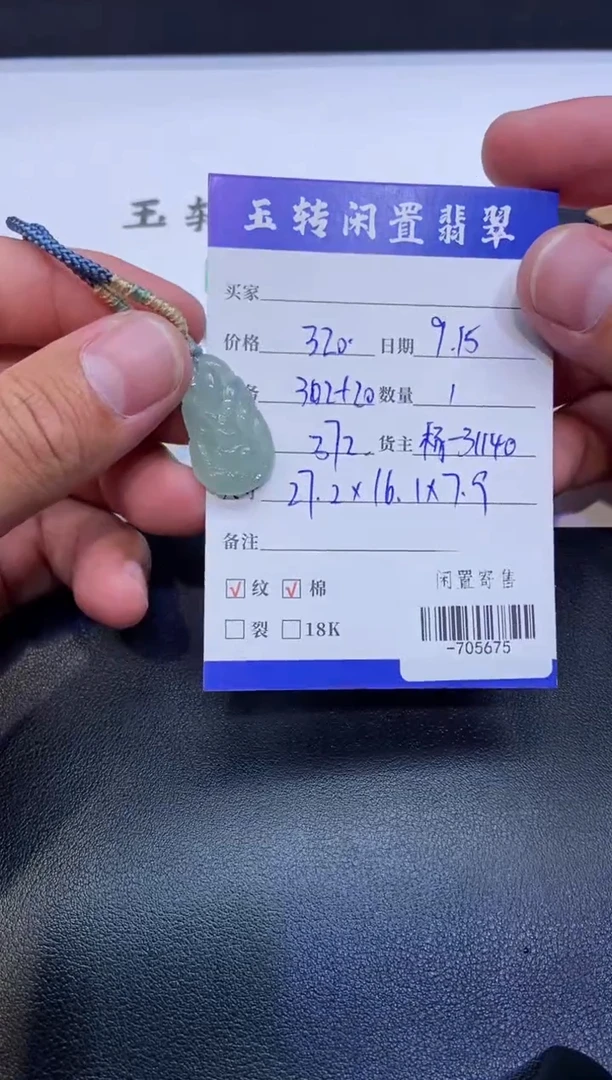 玉转闲置翡翠
买家
价格 320 日期 9.15
302+20 数量 1
272 货主 杨-31140
27.2×16.1×7.9
备注
闲置寄售
纹 棉
裂 18K
-705675